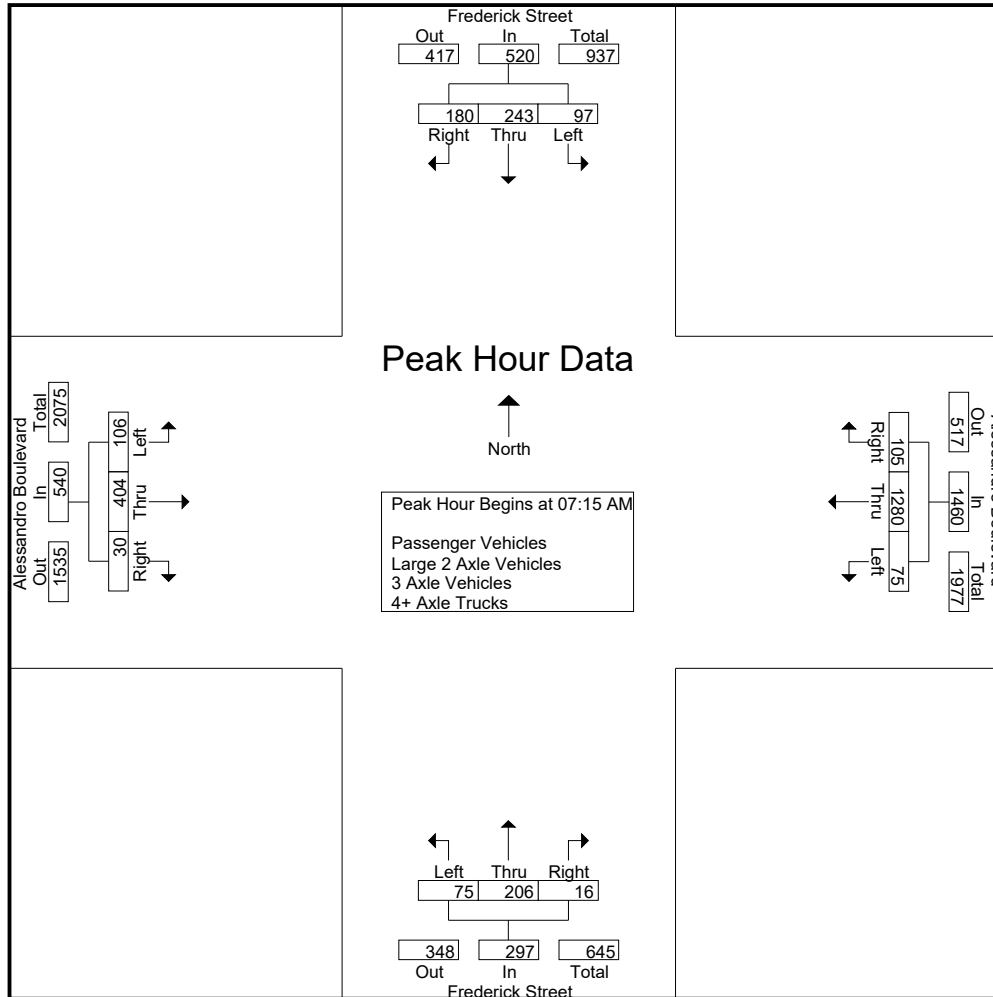 Frederick Street
Out In Total
417 520 937
180 243 97
Right Thru Left
Peak Hour Data
North
Peak Hour Begins at 07:15 AM
Passenger Vehicles
Large 2 Axle Vehicles
3 Axle Vehicles
4+ Axle Trucks
Alessandro Boulevard
Out In Total
1535 540 2075
30 404 106
Right Thru Left
Out In Total
517 1460 1977
105 1280 75
Right Thru Left
Left Thru Right
75 206 16
348 297 645
Out In Total
Frederick Street